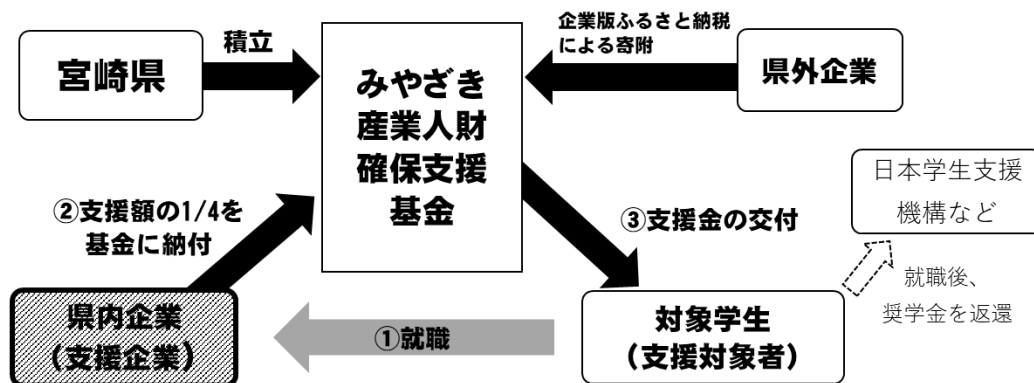 宮崎県
積立
みやざき
産業人財
確保支援
基金
企業版ふるさと納税
による寄附
県外企業
日本学生支援
機構など
②支援額の1/4を
基金に納付
③支援金の交付
就職後、
奨学金を返還
県内企業
（支援企業）
①就職
対象学生
（支援対象者）